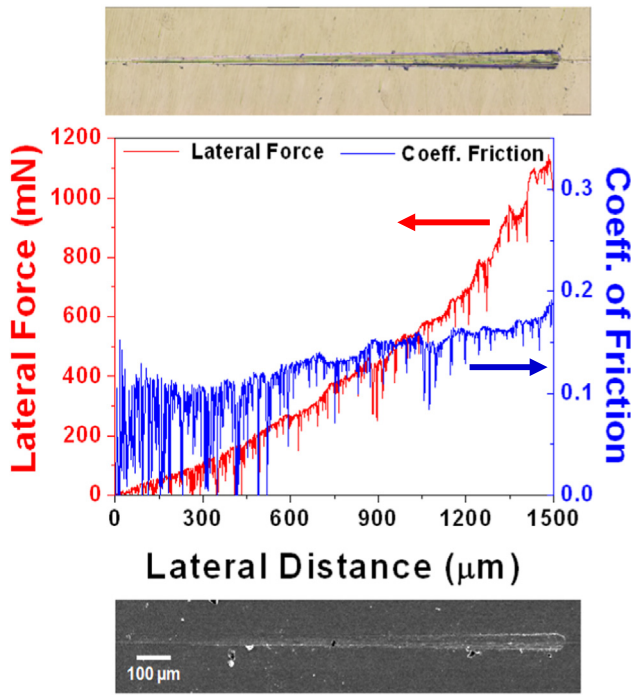 Lateral Force
Coeff. Friction
Lateral Force (mN)
1200
1000
800
600
400
200
0
Coeff. of Friction
0.3
0.2
0.1
0.0
0 300 600 900 1200 1500
Lateral Distance (μm)
100 μm